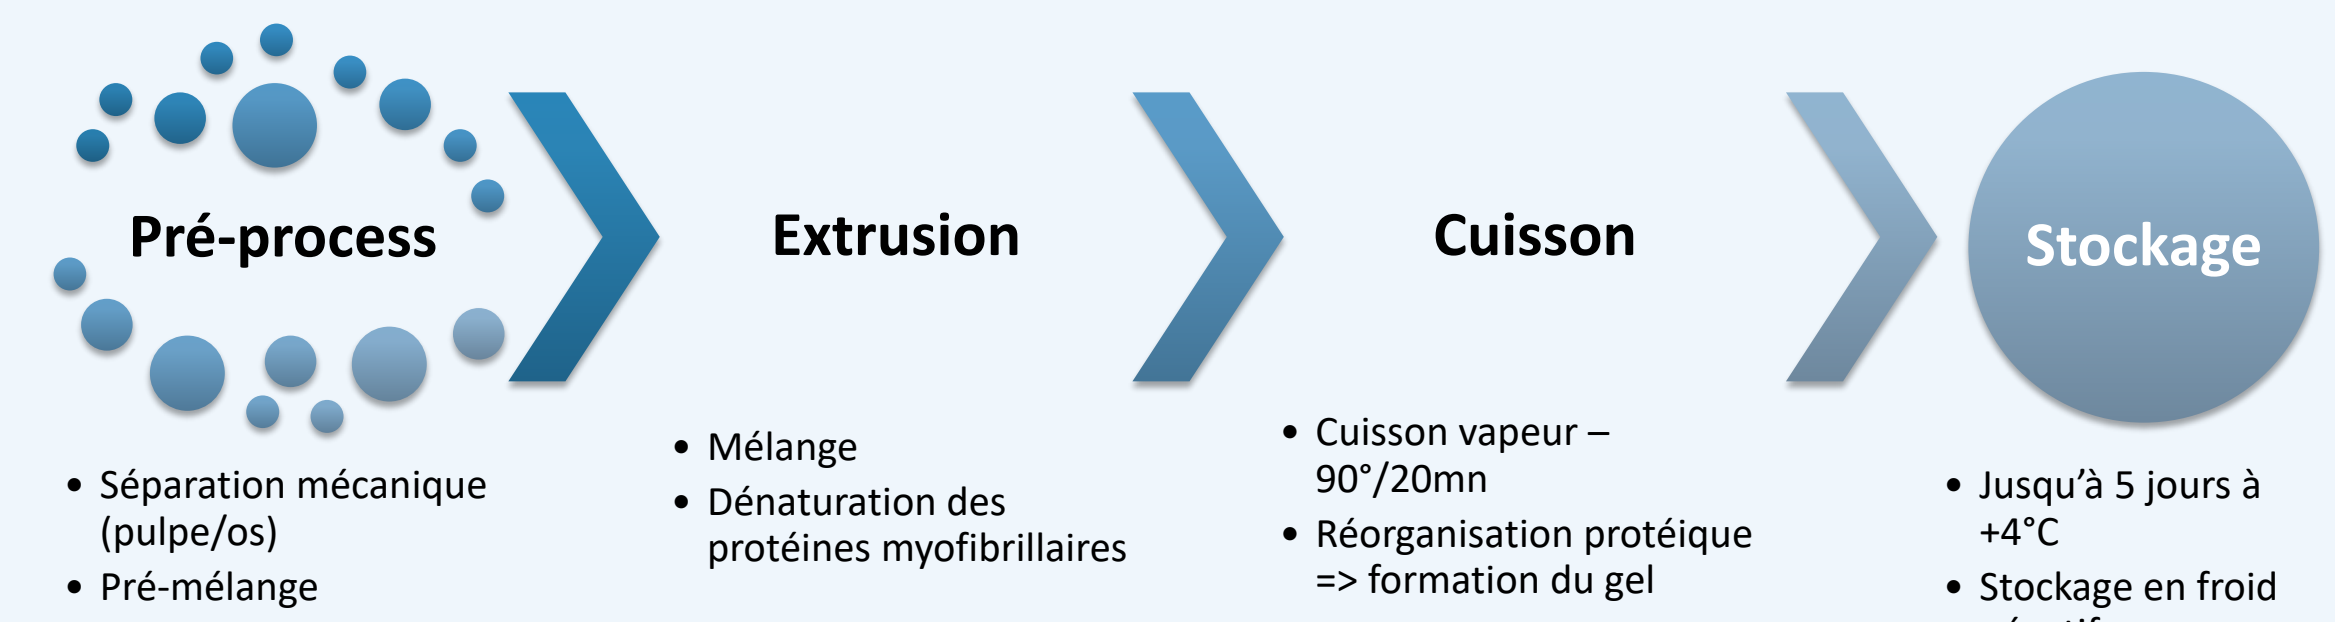 Pré-process
Extrusion
Cuisson
Stockage
• Séparation mécanique
(pulpe/os)
• Pré-mélange
• Mélange
• Dénaturation des
protéines myofibrillaires
• Cuisson vapeur –
90°/20mn
• Réorganisation protéique
=> formation du gel
• Jusqu’à 5 jours à
+4°C
• Stockage en froid